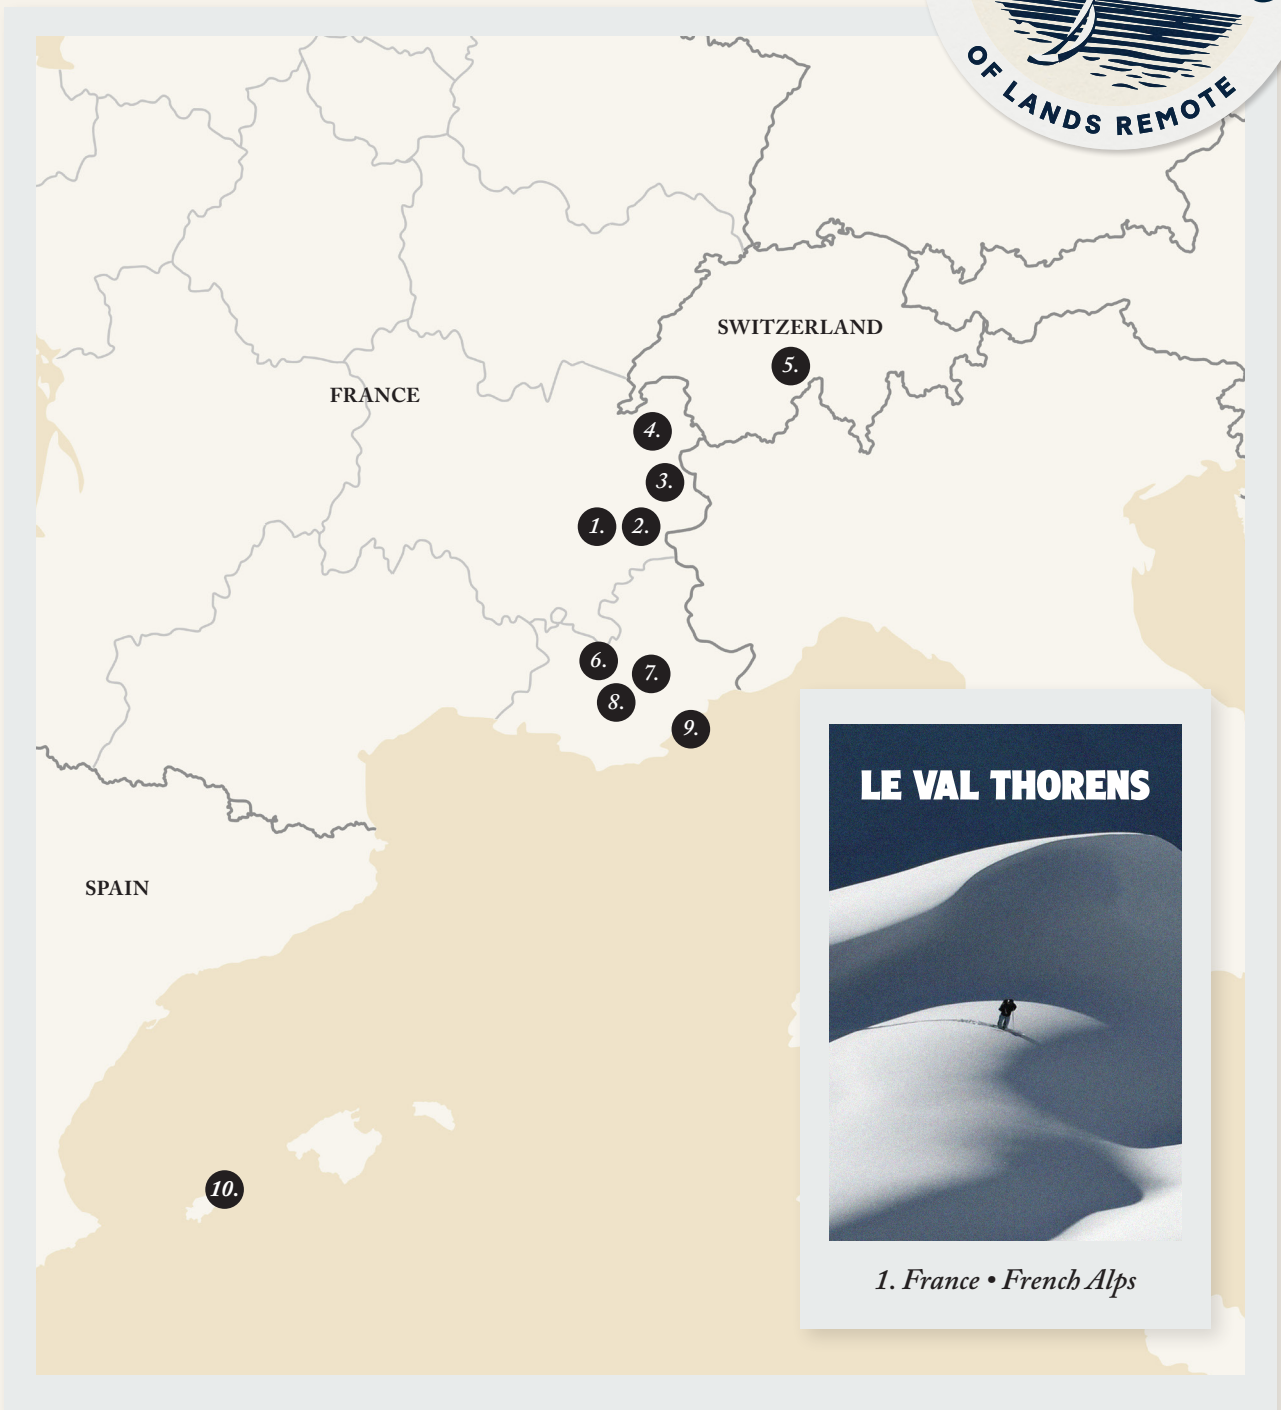 OF LANDS REMOTE
SWITZERLAND
5.
FRANCE
4.
3.
1.
2.
6.
7.
8.
9.
LE VAL THORENS
SPAIN
10.
1. France • French Alps